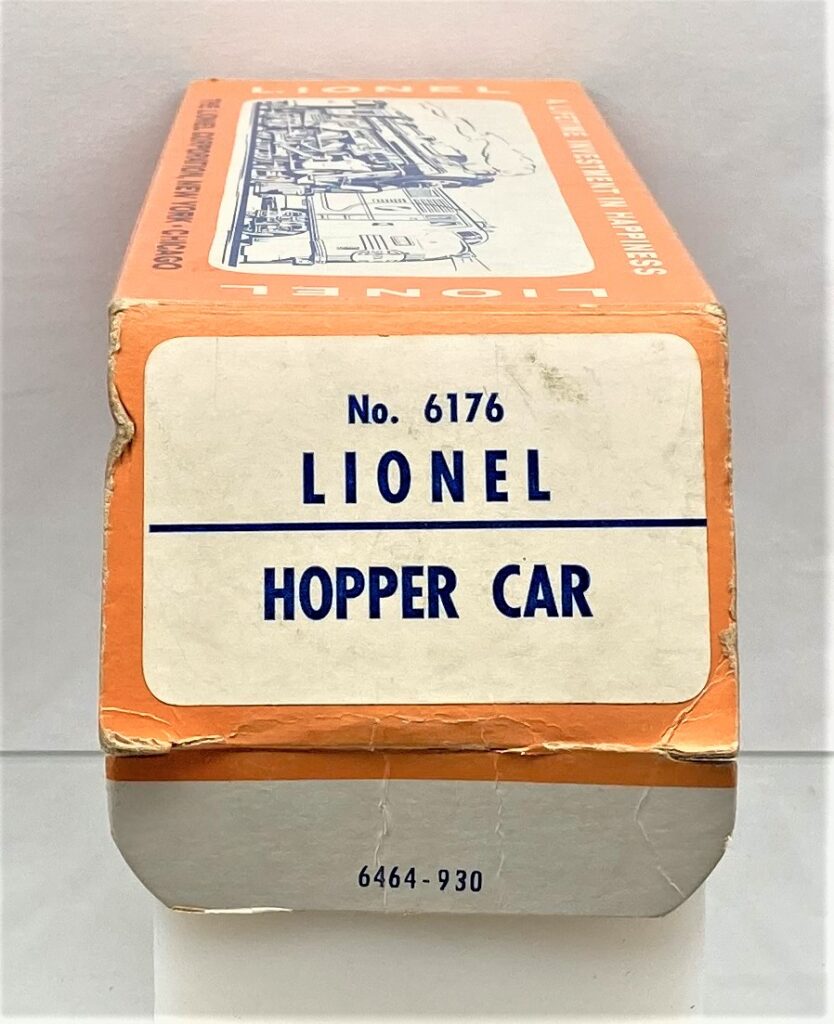 LIONEL
THE LIONEL CORPORATION NEW YORK • CHICAGO
A LIFETIME INVESTMENT IN HAPPINESS
LIONEL
No. 6176
LIONEL
HOPPER CAR
6464-930